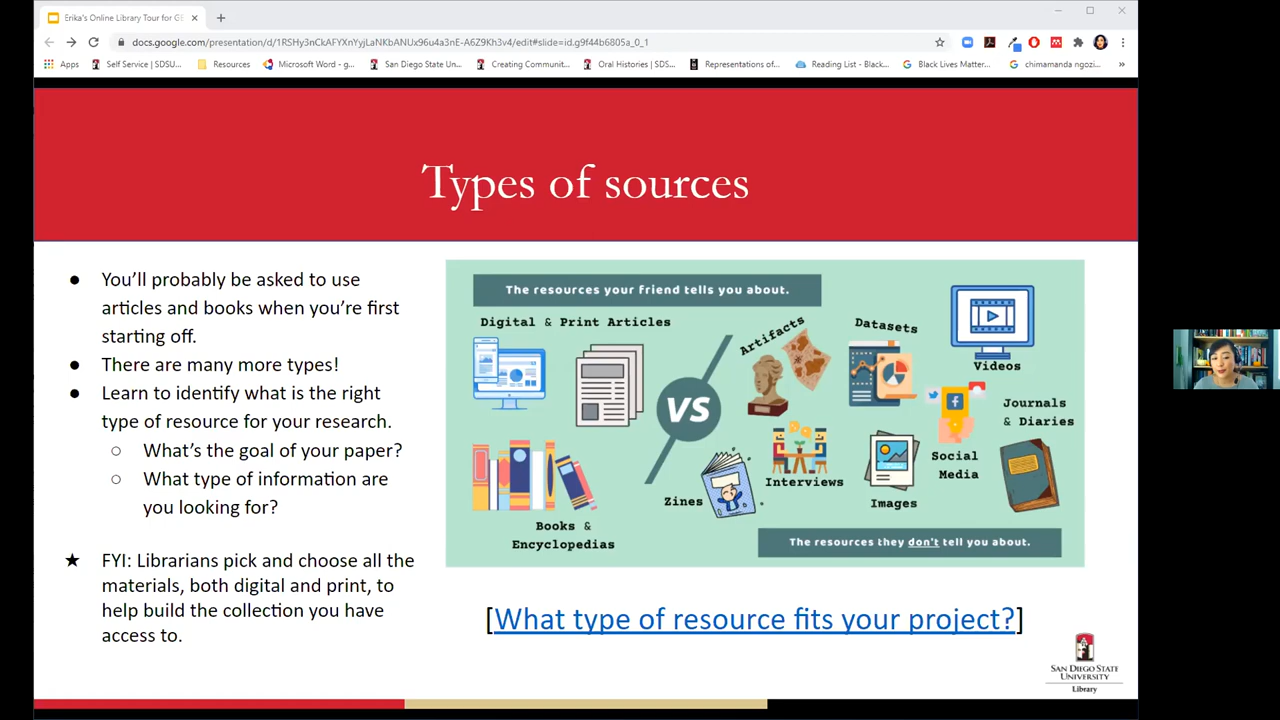 Erika's Online Library Tour for GE
docs.google.com/presentation/d/1RSHy3nCkAFYXnYvjLaNKbANUx96u4a3nE-A6Z9Kh3v4/edit#slide=id.g9f44b6805a_0_1
Apps Self Service | SDSU... Resources Microsoft Word - g... San Diego State Un... Creating Communit... Oral Histories | SDS... Representations of... Reading List - Black... Black Lives Matter... chimamanda ngozi... »
Types of sources
● You'll probably be asked to use
articles and books when you're first
starting off.
● There are many more types!
● Learn to identify what is the right
type of resource for your research.
○ What's the goal of your paper?
○ What type of information are
you looking for?
★ FYI: Librarians pick and choose all the
materials, both digital and print, to
help build the collection you have
access to.
The resources your friend tells you about.
Digital & Print Articles
Books &
Encyclopedias
VS
Artifacts
Datasets
Videos
Journals
& Diaries
Social
Media
Interviews
Images
Zines
The resources they don't tell you about.
[What type of resource fits your project?]
SAN DIEGO STATE
UNIVERSITY
Library